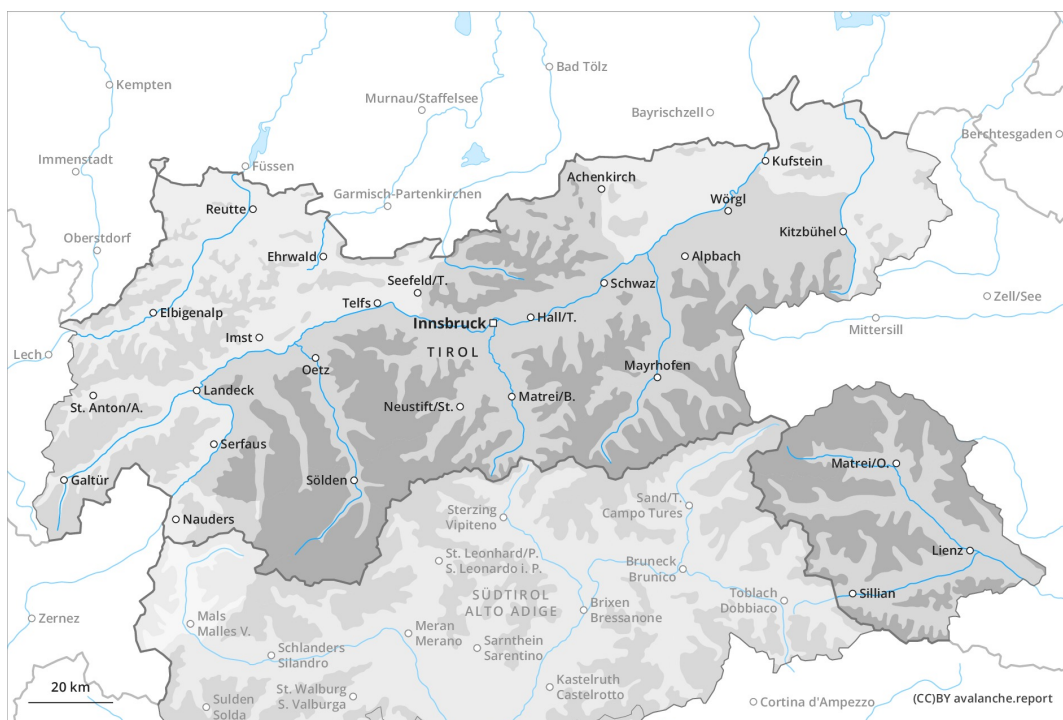 Kempten
Bad Tölz
Murnau/Staffelsee
Bayrischzell
Berchtesgaden
Immenstadt
Füssen
Kufstein
Achenkirch
Garmisch-Partenkirchen
Reutte
Wörgl
Oberstdorf
Kitzbühel
Ehrwald
Alpbach
Seefeld/T.
Schwaz
Zell/See
Telfs
Elbigenalp
Hall/T.
Innsbruck
Mittersill
Imst
Lech
TIROL
Oetz
Mayrhofen
Landeck
Matrei/B.
St. Anton/A.
Neustift/St.
Serfaus
Matrei/O.
Galtür
Sölden
Sand/T.
Campo Tures
Sterzing
Vipiteno
Nauders
Lienz
St. Leonhard/P.
S. Leonardo i. P.
Bruneck
Brunico
SÜDTIROL
ALTO ADIGE
Sillian
Toblach
Dobbiaco
Brixen
Bressanone
Zernez
Mals
Malles V.
Meran
Merano
Sarnthein
Sarentino
Schlanders
Silandro
Kastelruth
Castelrotto
20 km
St. Walburg
S. Valburga
Sulden
Solda
Cortina d'Ampezzo
(CC)BY avalanche.report